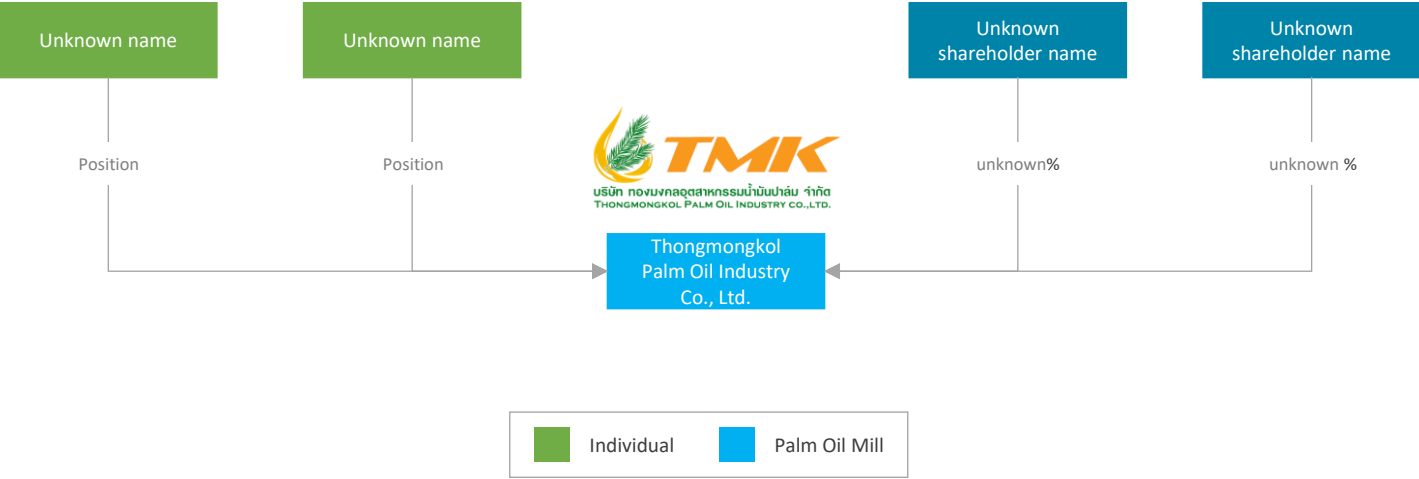 Unknown name
Unknown name
Unknown
shareholder name
Unknown
shareholder name
Position
Position
unknown%
unknown %
TMK
บริษัท ทองมงคลอุตสาหกรรมน้ำมันปาล์ม จำกัด
THONGMONGKOL PALM OIL INDUSTRY CO.,LTD.
Thongmongkol
Palm Oil Industry
Co., Ltd.
Individual
Palm Oil Mill